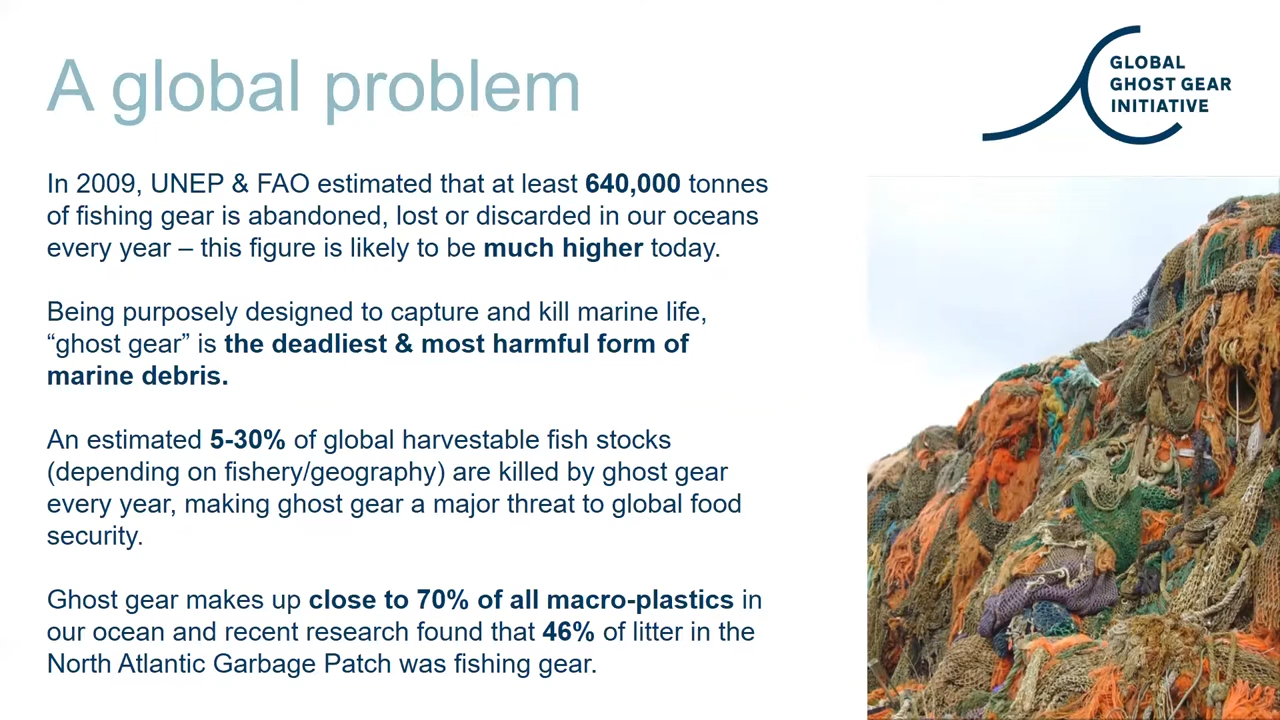 A global problem
GLOBAL
GHOST GEAR
INITIATIVE
In 2009, UNEP & FAO estimated that at least 640,000 tonnes
of fishing gear is abandoned, lost or discarded in our oceans
every year – this figure is likely to be much higher today.
Being purposely designed to capture and kill marine life,
“ghost gear” is the deadliest & most harmful form of
marine debris.
An estimated 5-30% of global harvestable fish stocks
(depending on fishery/geography) are killed by ghost gear
every year, making ghost gear a major threat to global food
security.
Ghost gear makes up close to 70% of all macro-plastics in
our ocean and recent research found that 46% of litter in the
North Atlantic Garbage Patch was fishing gear.